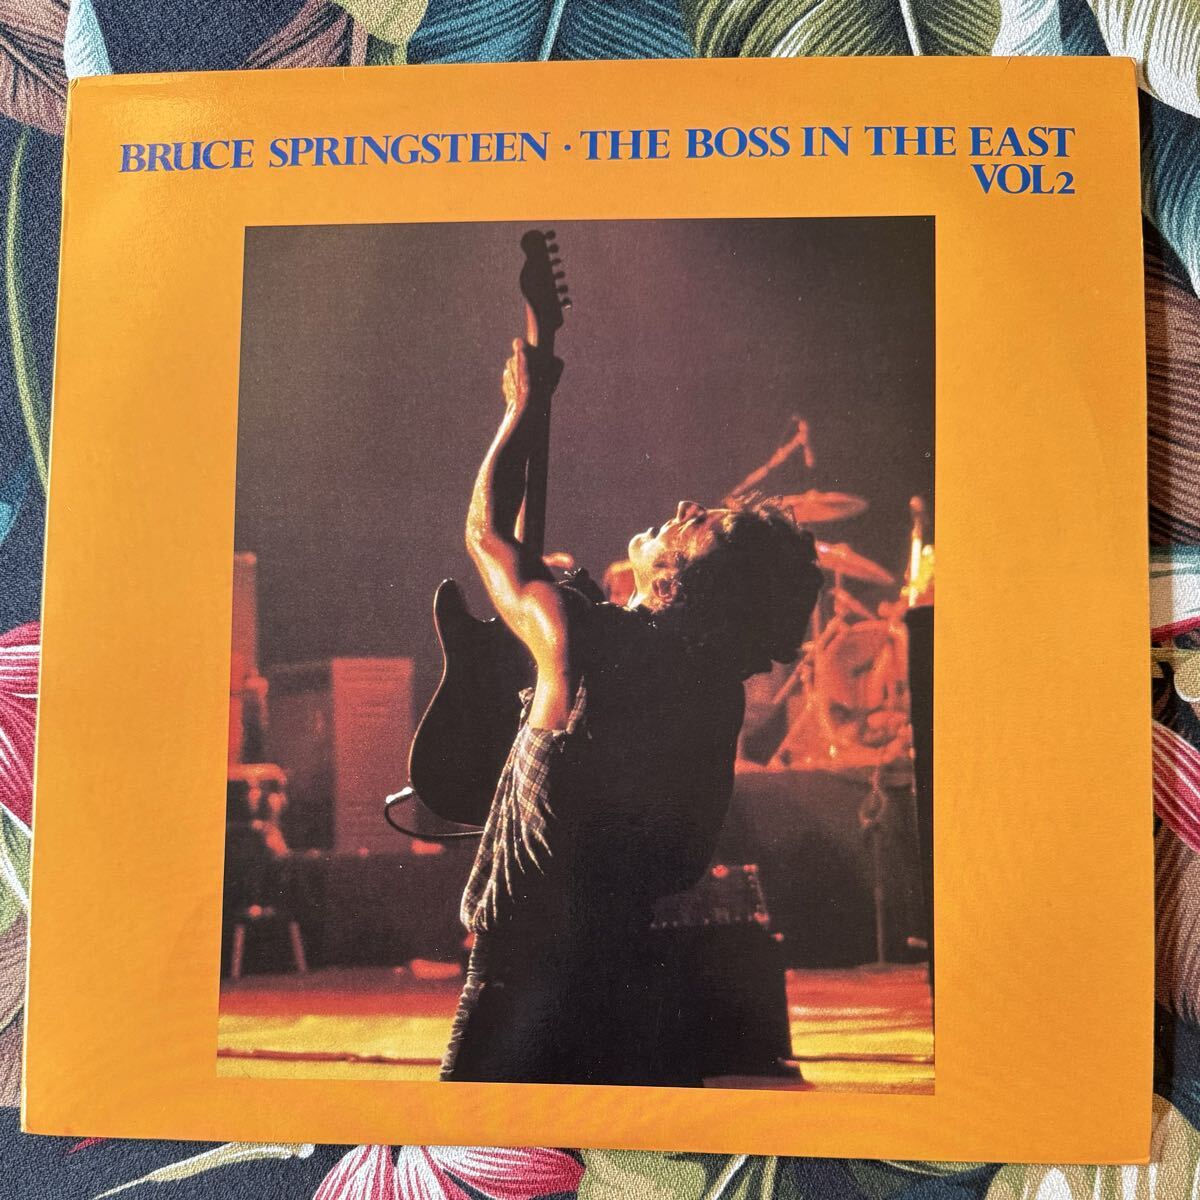 BRUCE SPRINGSTEEN · THE BOSS IN THE EAST
VOL2